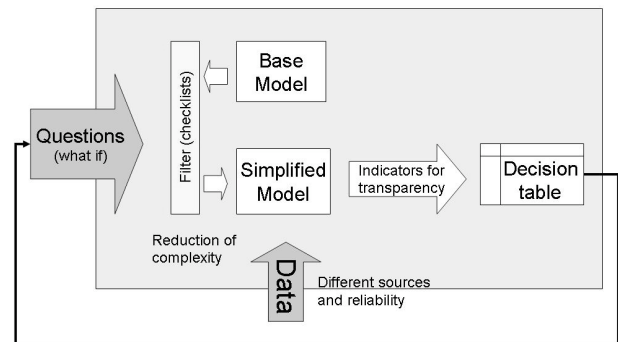 Questions
(what if)
Filter (checklists)
Base
Model
Simplified
Model
Reduction of
complexity
Indicators for
transparency
Decision
table
Data
Different sources
and reliability